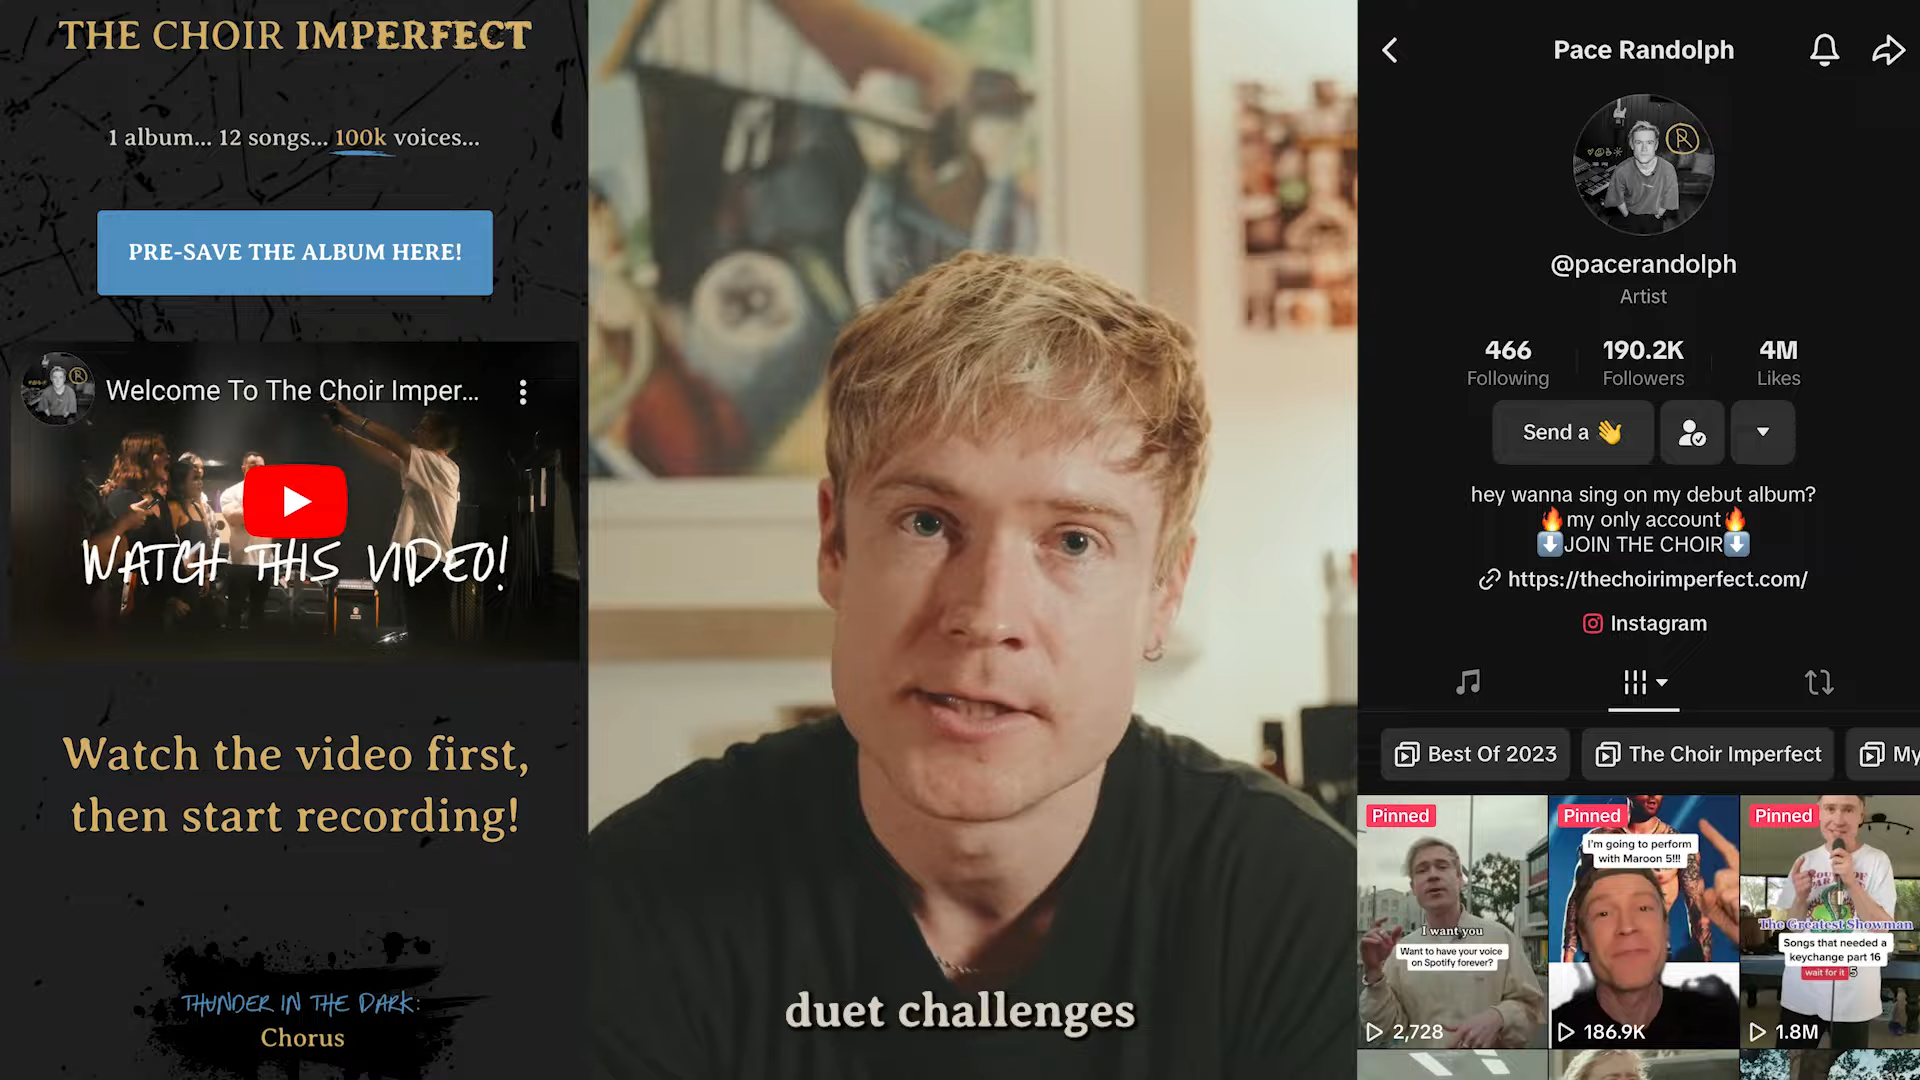 THE CHOIR IMPERFECT
1 album... 12 songs... 100k voices...
PRE-SAVE THE ALBUM HERE!
Welcome To The Choir Imper...
WATCH THIS VIDEO!
Watch the video first,
then start recording!
THUNDER IN THE DARK:
Chorus
duet challenges
Pace Randolph
@pacerandolph
Artist
466
Following
190.2K
Followers
4M
Likes
Send a 👋
hey wanna sing on my debut album?
🔥my only account🔥
⬇️JOIN THE CHOIR⬇️
https://thechoirimperfect.com/
Instagram
Best Of 2023
The Choir Imperfect
My
Pinned
I want you
Want to have your voice
on Spotify forever?
2,728
Pinned
I'm going to perform
with Maroon 5!!!
186.9K
Pinned
The Greatest Showman
Songs that needed a
keychange part 16
wait for it
5
1.8M